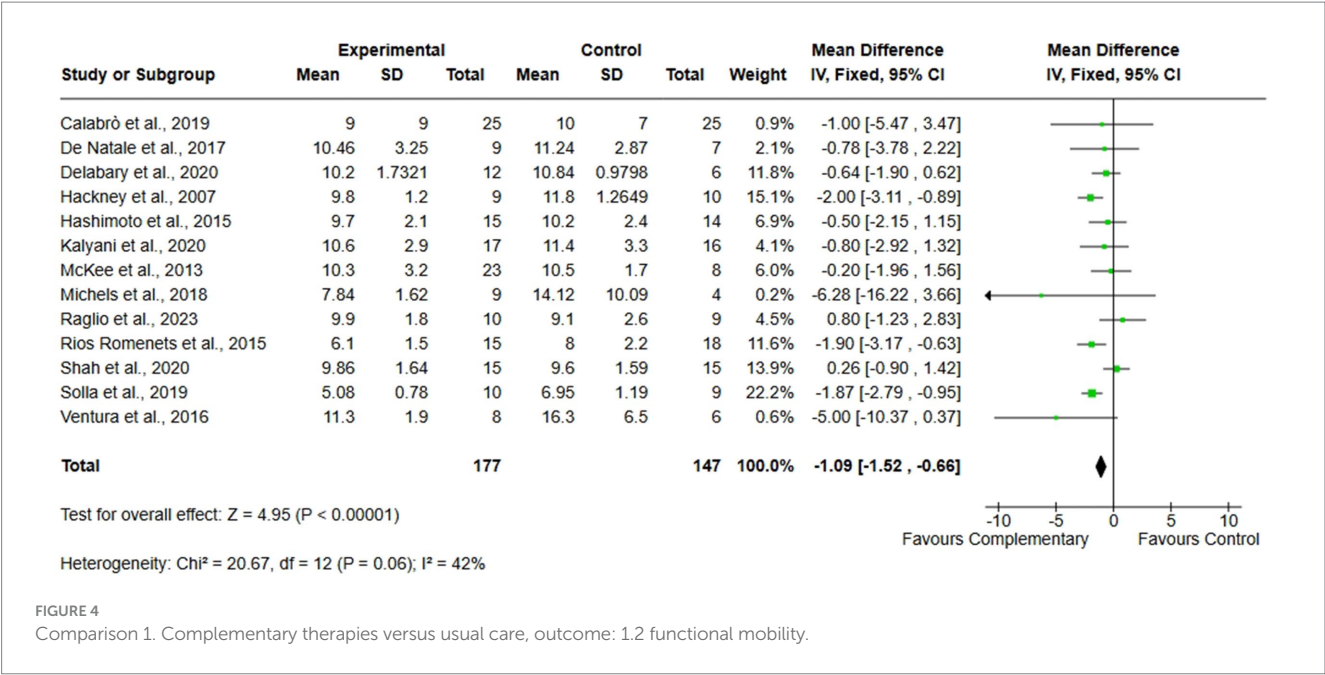 Experimental Control Mean Difference Mean Difference
Study or Subgroup Mean SD Total Mean SD Total Weight IV, Fixed, 95% CI IV, Fixed, 95% CI
Calabrò et al., 2019 9 9 25 10 7 25 0.9% -1.00 [-5.47 , 3.47]
De Natale et al., 2017 10.46 3.25 9 11.24 2.87 7 2.1% -0.78 [-3.78 , 2.22]
Delabary et al., 2020 10.2 1.7321 12 10.84 0.9798 6 11.8% -0.64 [-1.90 , 0.62]
Hackney et al., 2007 9.8 1.2 9 11.8 1.2649 10 15.1% -2.00 [-3.11 , -0.89]
Hashimoto et al., 2015 9.7 2.1 15 10.2 2.4 14 6.9% -0.50 [-2.15 , 1.15]
Kalyani et al., 2020 10.6 2.9 17 11.4 3.3 16 4.1% -0.80 [-2.92 , 1.32]
McKee et al., 2013 10.3 3.2 23 10.5 1.7 8 6.0% -0.20 [-1.96 , 1.56]
Michels et al., 2018 7.84 1.62 9 14.12 10.09 4 0.2% -6.28 [-16.22 , 3.66]
Raglio et al., 2023 9.9 1.8 10 9.1 2.6 9 4.5% 0.80 [-1.23 , 2.83]
Rios Romenets et al., 2015 6.1 1.5 15 8 2.2 18 11.6% -1.90 [-3.17 , -0.63]
Shah et al., 2020 9.86 1.64 15 9.6 1.59 15 13.9% 0.26 [-0.90 , 1.42]
Solla et al., 2019 5.08 0.78 10 6.95 1.19 9 22.2% -1.87 [-2.79 , -0.95]
Ventura et al., 2016 11.3 1.9 8 16.3 6.5 6 0.6% -5.00 [-10.37 , 0.37]
Total 177 147 100.0% -1.09 [-1.52 , -0.66]
Test for overall effect: Z = 4.95 (P < 0.00001)
-10 -5 0 5 10
Favours Complementary Favours Control
Heterogeneity: Chi² = 20.67, df = 12 (P = 0.06); I² = 42%
FIGURE 4
Comparison 1. Complementary therapies versus usual care, outcome: 1.2 functional mobility.